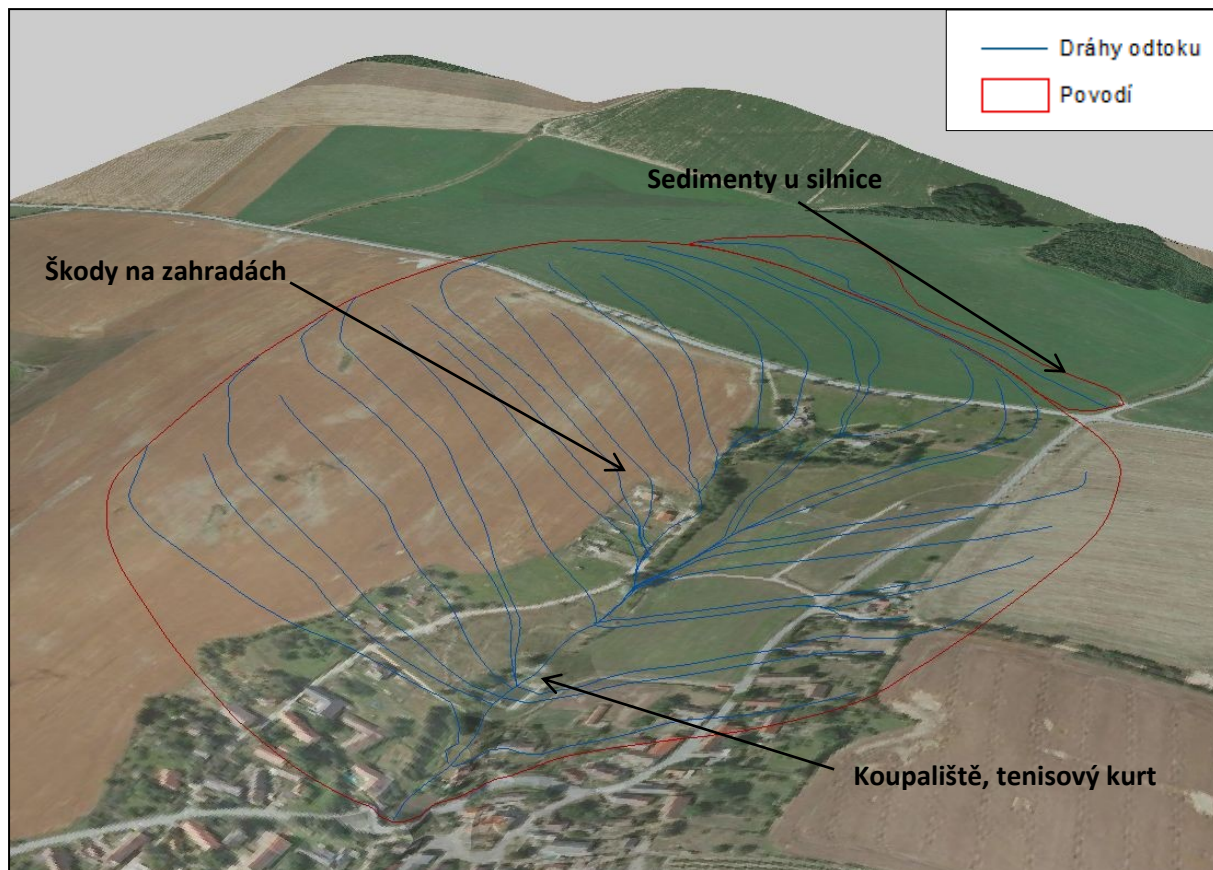 Dráhy odtoku
Povodí
Sedimenty u silnice
Škody na zahradách
Koupaliště, tenisový kurt